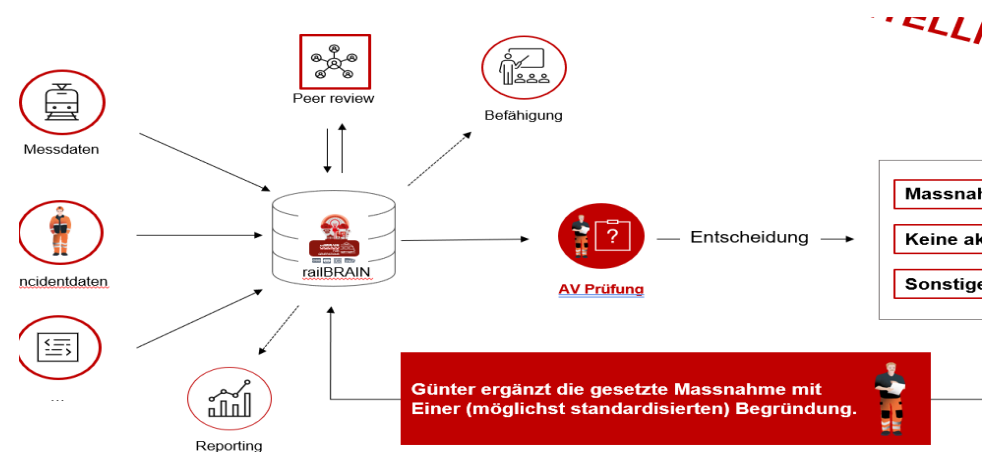 TELLI
Peer review
Befähigung
Messdaten
Massnah
railBRAIN
Entscheidung
Keine ak
ncidentdaten
AV Prüfung
Sonstige
...
Günter ergänzt die gesetzte Massnahme mit
Einer (möglichst standardisierten) Begründung.
Reporting